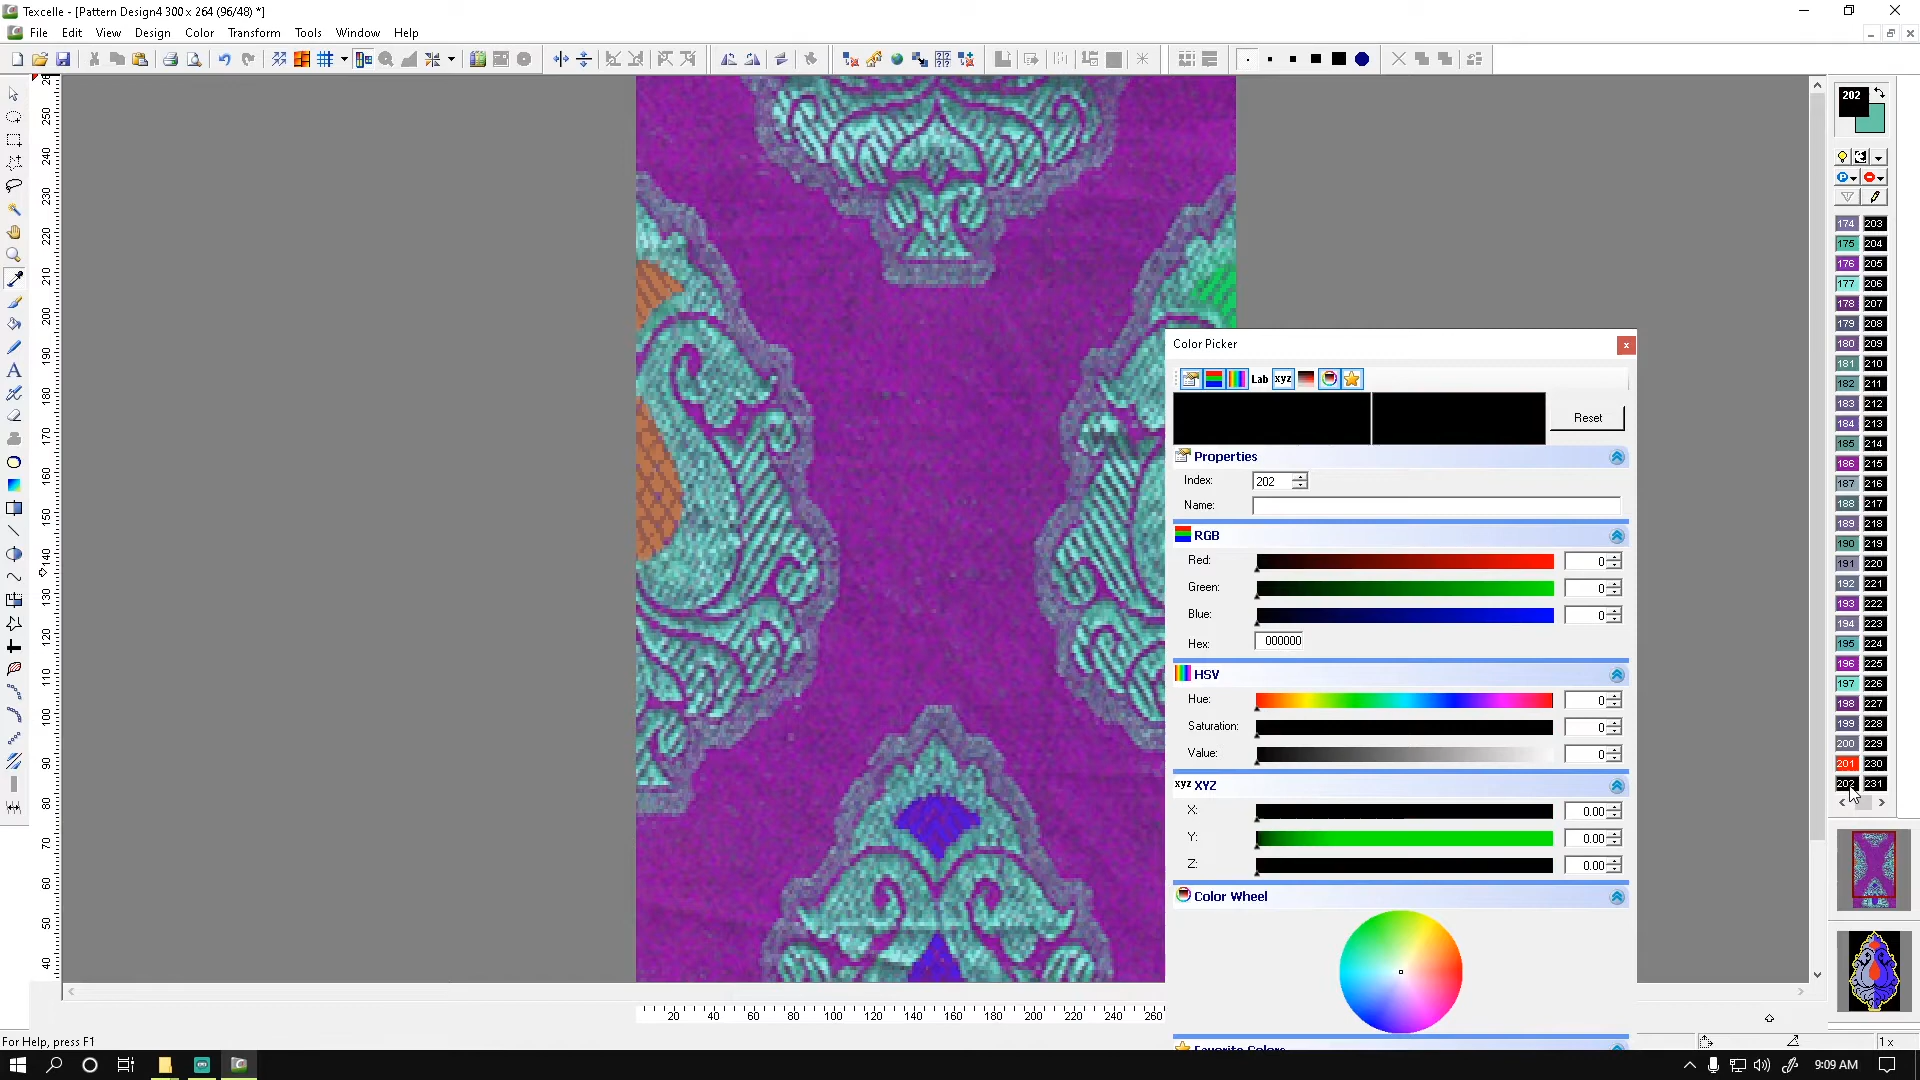 Texcelle - [Pattern Design4 300 x 264 (96/48) *]
File Edit View Design Color Transform Tools Window Help
202
250
240
230
220
210
200
190
180
170
160
150
140
130
120
110
100
90
80
70
60
50
40
Color Picker
x
Lab xyz
Reset
Properties
Index: 202
Name:
RGB
Red: 0
Green: 0
Blue: 0
Hex: 000000
HSV
Hue: 0
Saturation: 0
Value: 0
xyz XYZ
X: 0.00
Y: 0.00
Z: 0.00
Color Wheel
Favorite Colors
174 203
175 204
176 205
177 206
178 207
179 208
180 209
181 210
182 211
183 212
184 213
185 214
186 215
187 216
188 217
189 218
190 219
191 220
192 221
193 222
194 223
195 224
196 225
197 226
198 227
199 228
200 229
201 230
202 231
20 40 60 80 100 120 140 160 180 200 220 240 260
For Help, press F1
1 x
9:09 AM